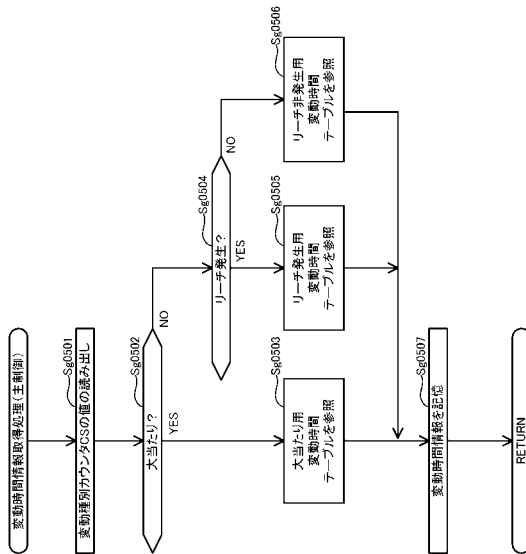 変動時間情報取得処理(主制御)
Sg0501
変動種別カウンタCSの値の読み出し
Sg0502
大当たり?
NO
YES
Sg0504
リーチ発生?
NO
YES
Sg0503
大当たり用
変動時間
テーブルを参照
Sg0505
リーチ発生用
変動時間
テーブルを参照
Sg0506
リーチ非発生用
変動時間
テーブルを参照
Sg0507
変動時間情報を記憶
RETURN